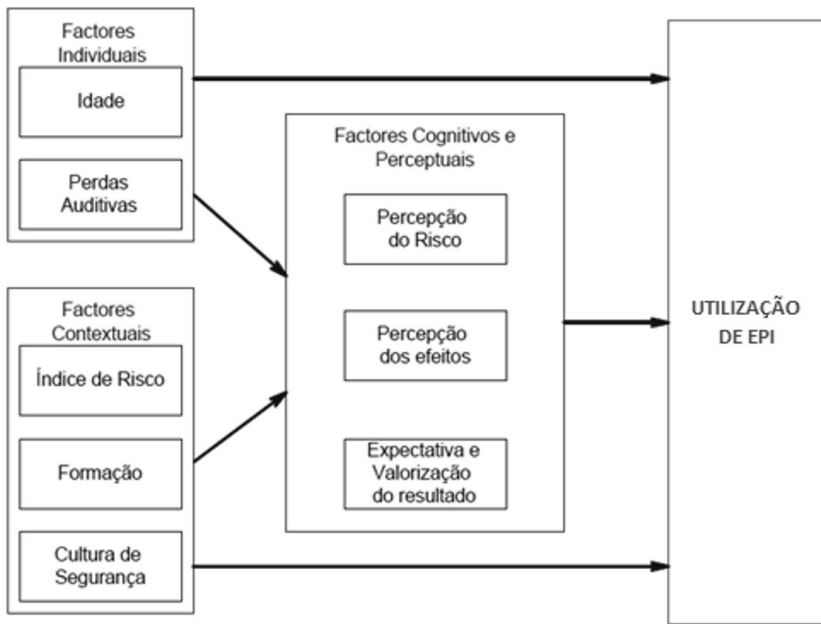 Factores
Individuais
Idade
Perdas
Auditivas
Factores
Contextuais
Índice de Risco
Formação
Cultura de
Segurança
Factores Cognitivos e
Perceptuais
Percepção
do Risco
Percepção
dos efeitos
Expectativa e
Valorização
do resultado
UTILIZAÇÃO
DE EPI